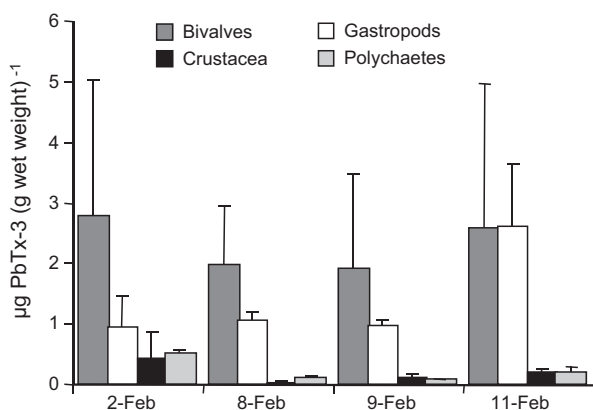 6
5
4
3
2
1
0
µg PbTx-3 (g wet weight) -1
Bivalves
Gastropods
Crustacea
Polychaetes
2-Feb
8-Feb
9-Feb
11-Feb